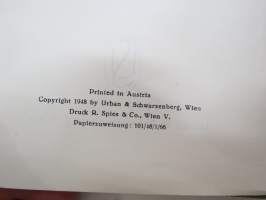 Printed in Austria
Copyright 1948 by Urban & Schwarzenberg, Wien
Druck R. Spies & Co., Wien V.
Papierzuweisung: 101/48/1/66